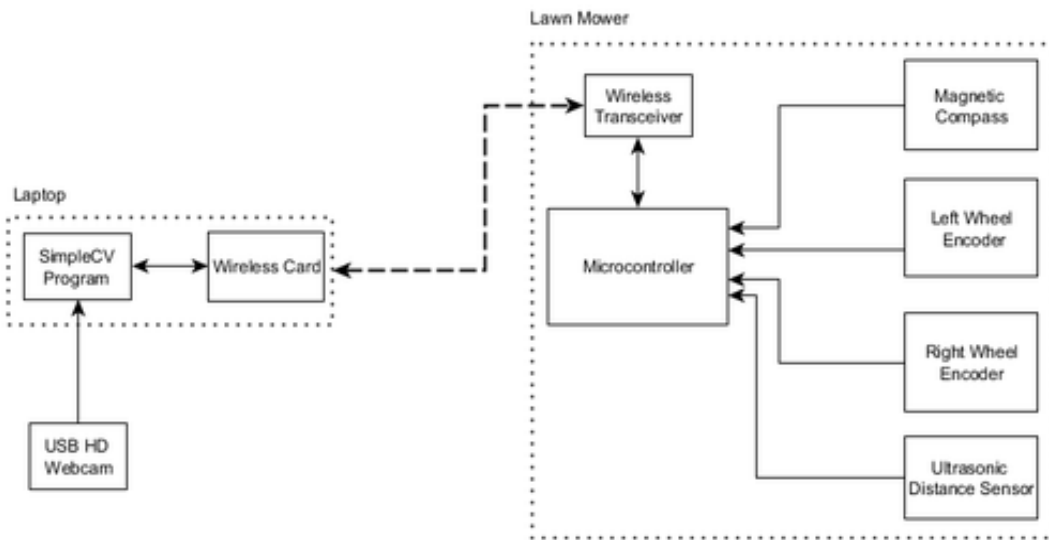 Lawn Mower
Wireless
Transceiver
Magnetic
Compass
Laptop
SimpleCV
Program
Wireless Card
Microcontroller
Left Wheel
Encoder
Right Wheel
Encoder
USB HD
Webcam
Ultrasonic
Distance Sensor